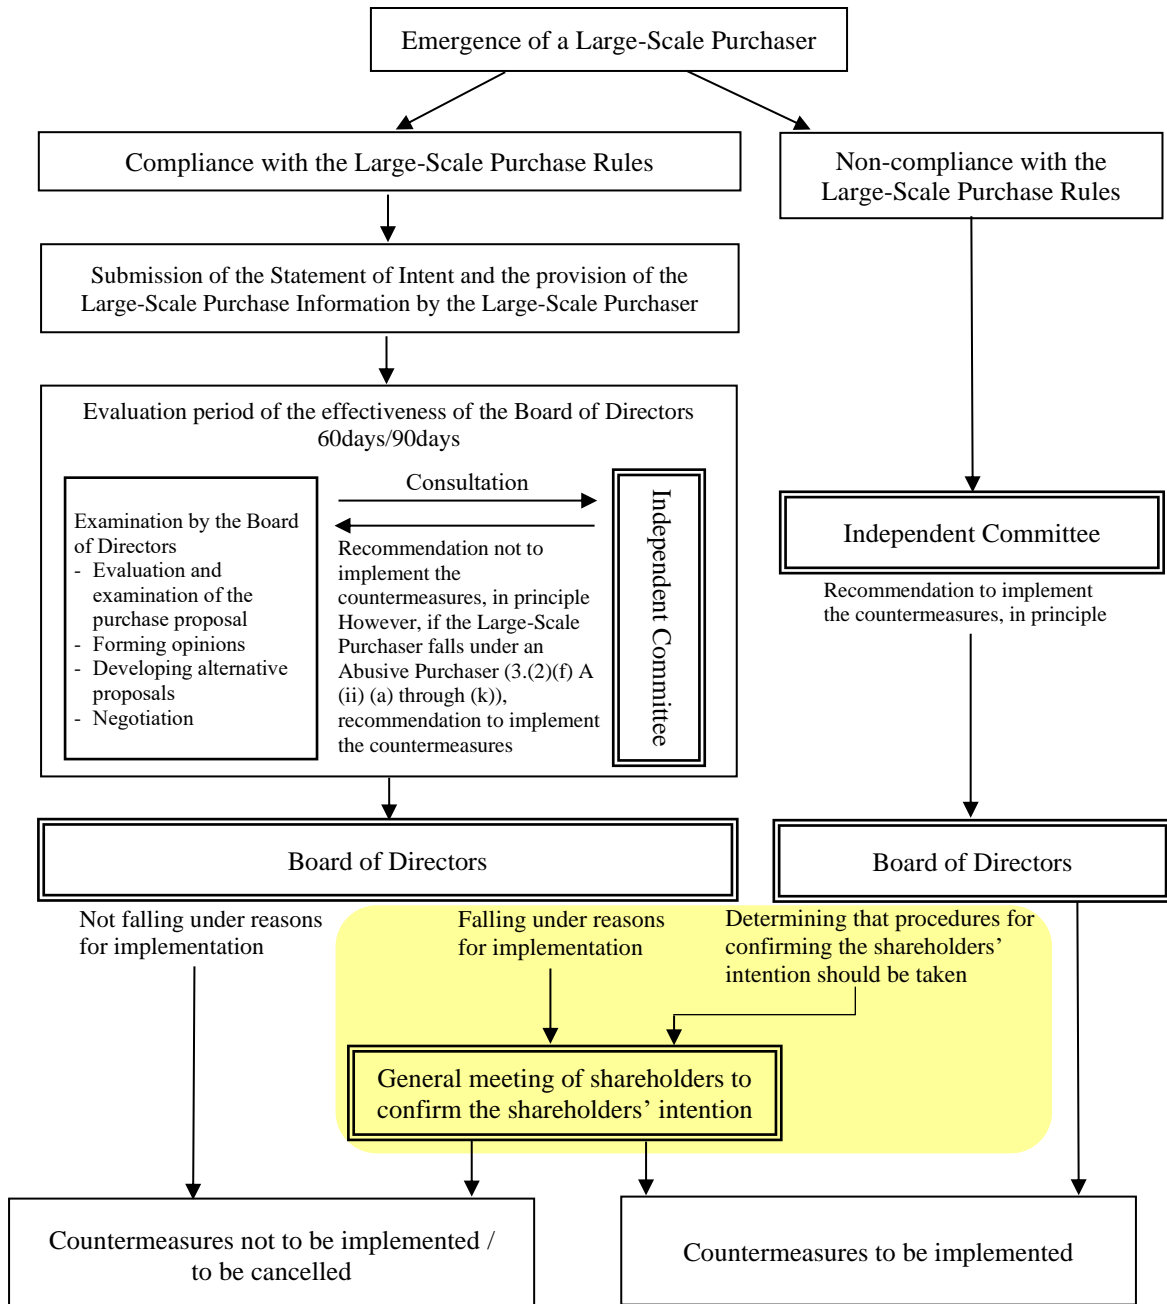 Emergence of a Large-Scale Purchaser
Compliance with the Large-Scale Purchase Rules
Non-compliance with the
Large-Scale Purchase Rules
Submission of the Statement of Intent and the provision of the
Large-Scale Purchase Information by the Large-Scale Purchaser
Evaluation period of the effectiveness of the Board of Directors
60days/90days
Examination by the Board
of Directors
- Evaluation and
examination of the
purchase proposal
- Forming opinions
- Developing alternative
proposals
- Negotiation
Consultation
Recommendation not to
implement the
countermeasures, in principle
However, if the Large-Scale
Purchaser falls under an
Abusive Purchaser (3.(2)(f) A
(ii) (a) through (k)),
recommendation to implement
the countermeasures
Independent Committee
Independent Committee
Recommendation to implement
the countermeasures, in principle
Board of Directors
Board of Directors
Not falling under reasons
for implementation
Falling under reasons
for implementation
Determining that procedures for
confirming the shareholders’
intention should be taken
General meeting of shareholders to
confirm the shareholders’ intention
Countermeasures not to be implemented /
to be cancelled
Countermeasures to be implemented